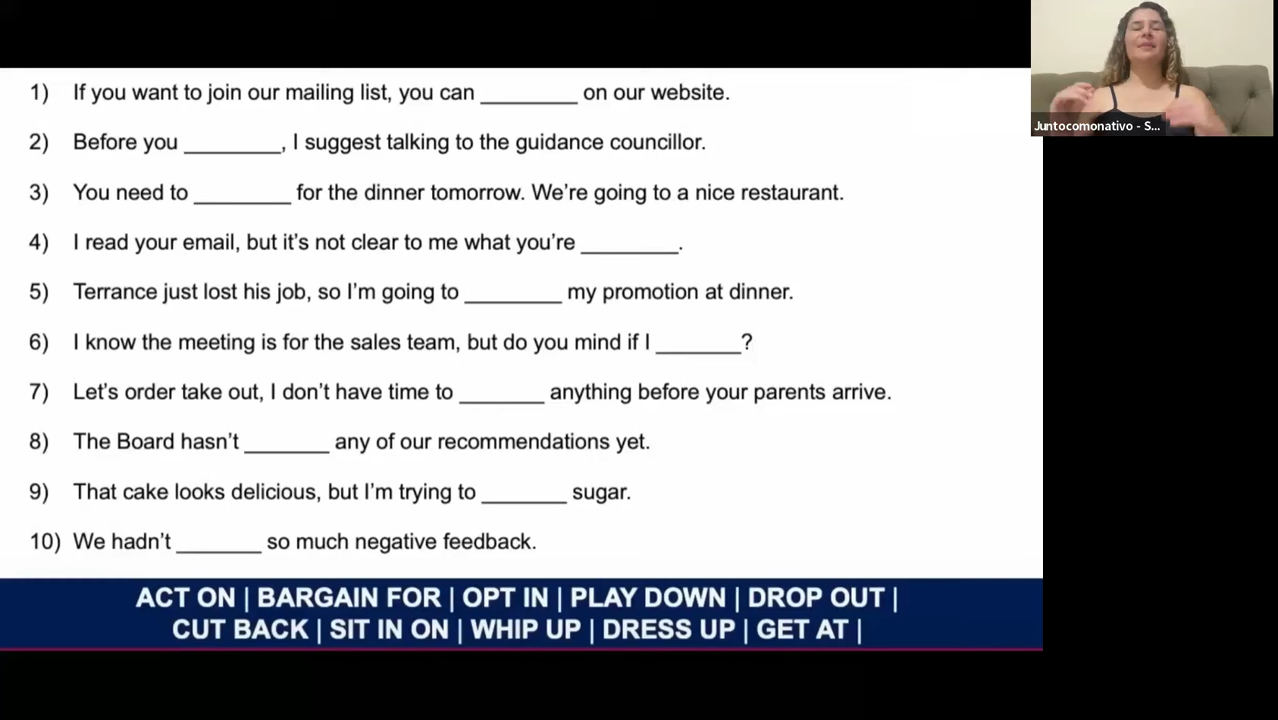 1) If you want to join our mailing list, you can ________ on our website.
2) Before you ________, I suggest talking to the guidance councillor.
3) You need to ________ for the dinner tomorrow. We're going to a nice restaurant.
4) I read your email, but it's not clear to me what you're ________.
5) Terrance just lost his job, so I'm going to ________ my promotion at dinner.
6) I know the meeting is for the sales team, but do you mind if I _______?
7) Let's order take out, I don't have time to _______ anything before your parents arrive.
8) The Board hasn't _______ any of our recommendations yet.
9) That cake looks delicious, but I'm trying to _______ sugar.
10) We hadn't _______ so much negative feedback.
ACT ON | BARGAIN FOR | OPT IN | PLAY DOWN | DROP OUT |
CUT BACK | SIT IN ON | WHIP UP | DRESS UP | GET AT |
Juntocomonativo - S...